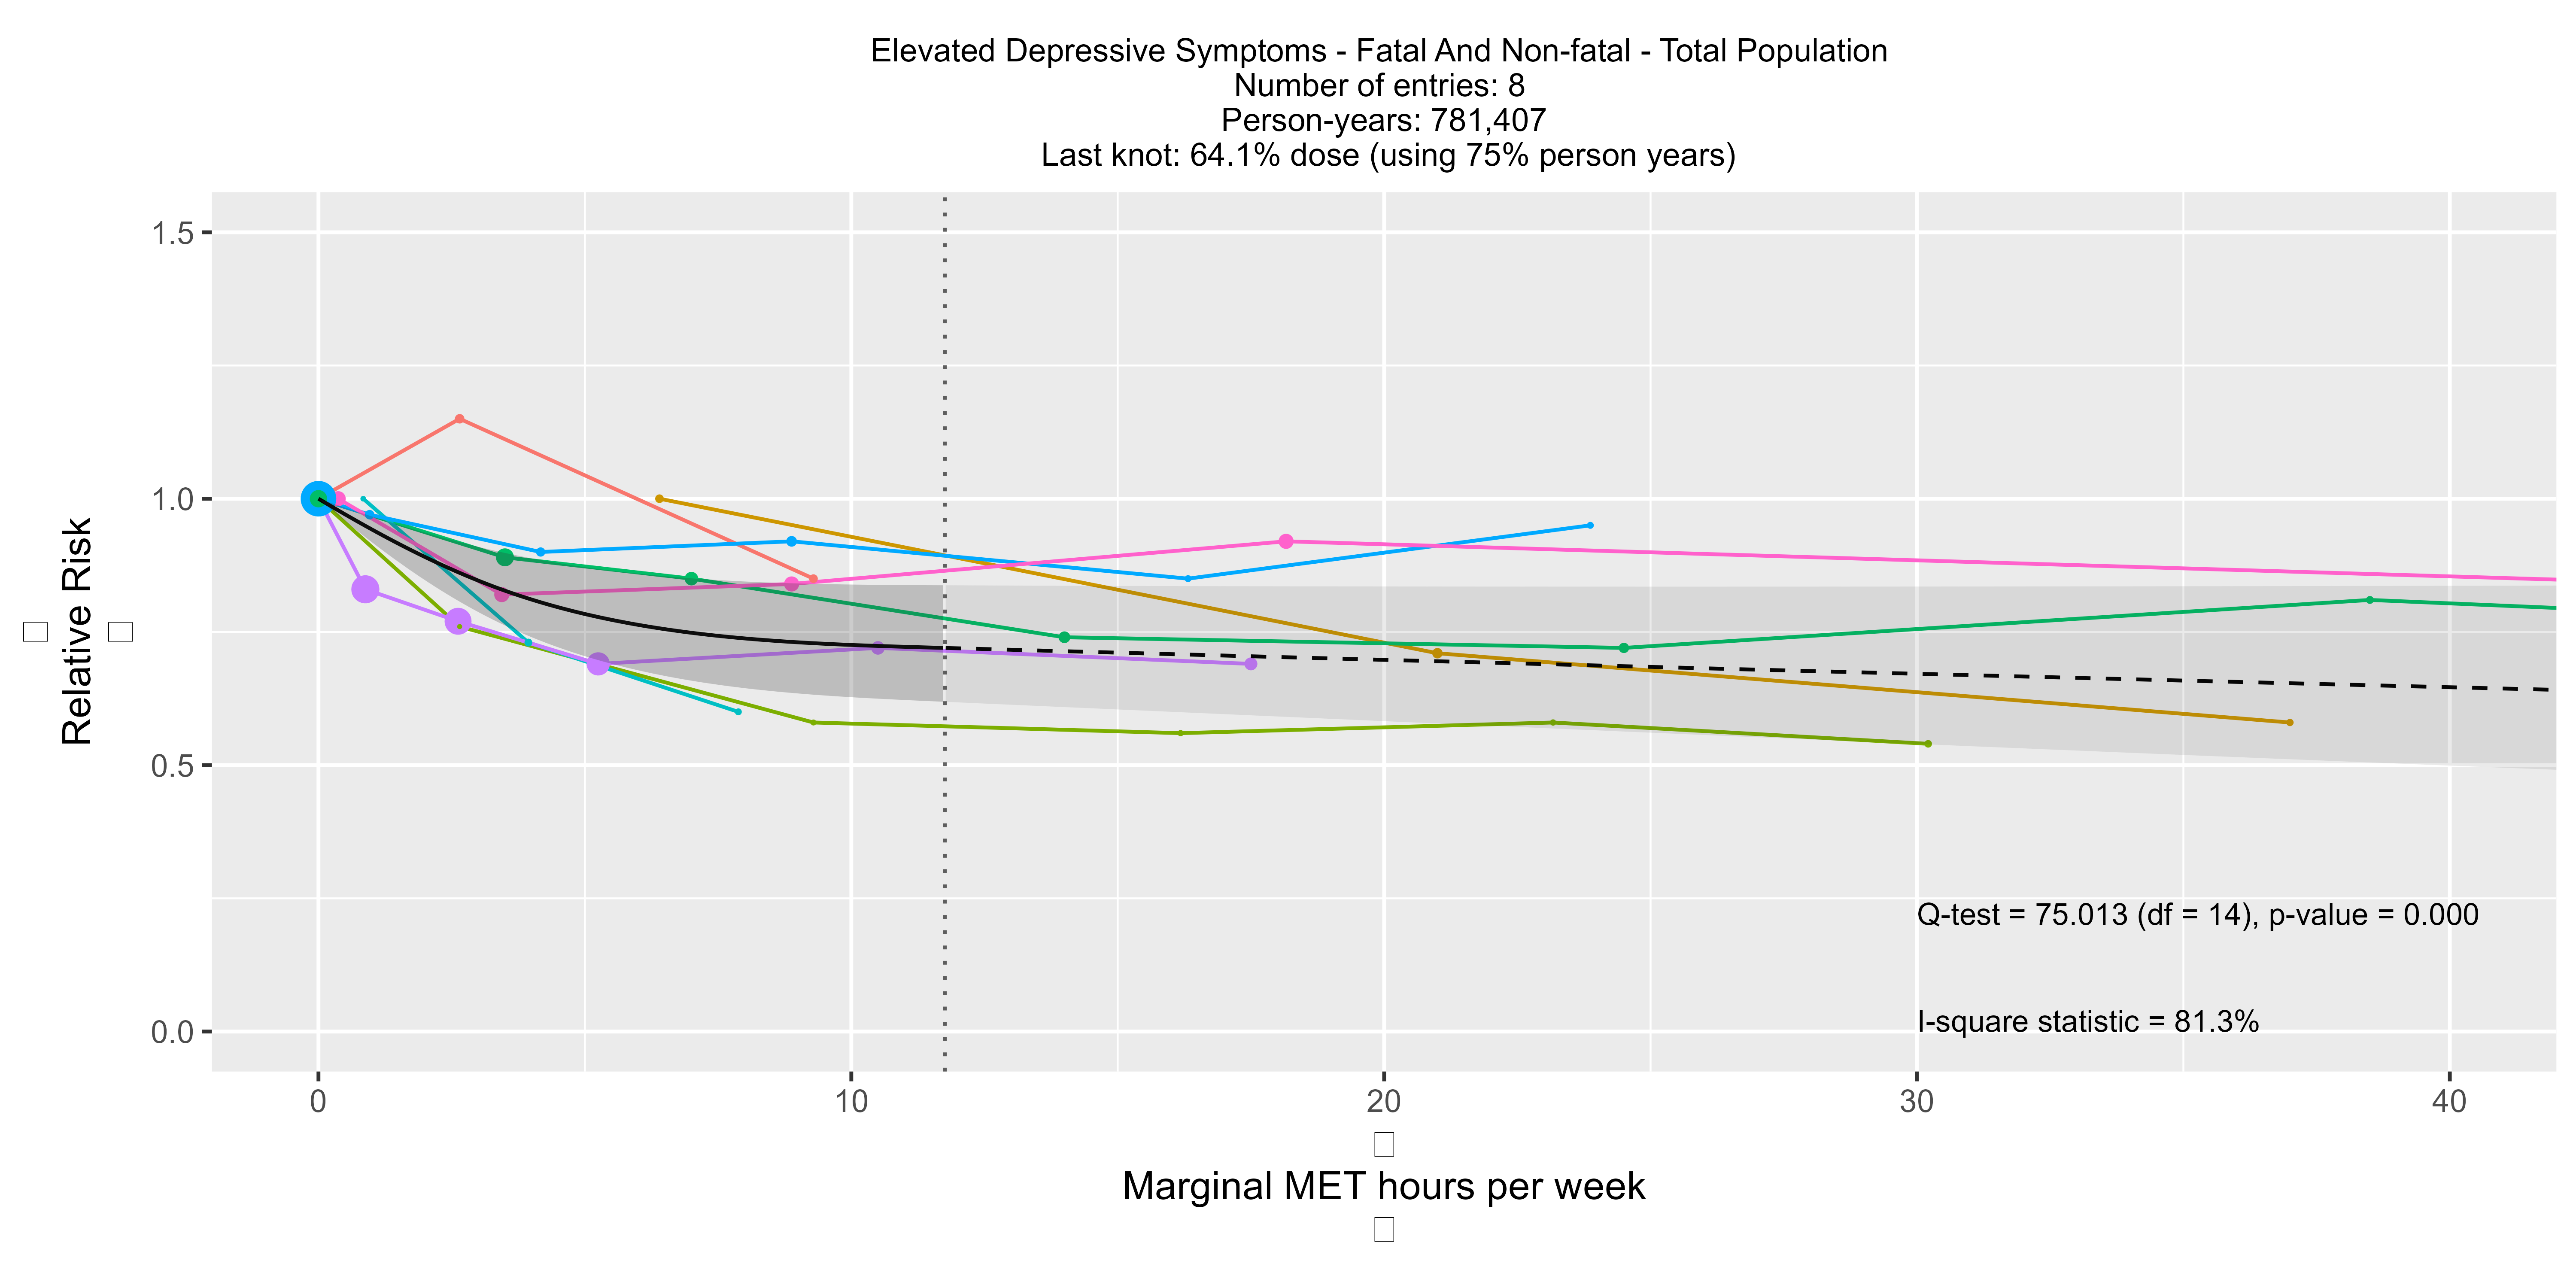 Elevated Depressive Symptoms - Fatal And Non-fatal - Total Population
Number of entries: 8
Person-years: 781,407
Last knot: 64.1% dose (using 75% person years)
1.5
1.0
0.5
0.0
Relative Risk
Q-test = 75.013 (df = 14), p-value = 0.000
I-square statistic = 81.3%
0 10 20 30 40
Marginal MET hours per week